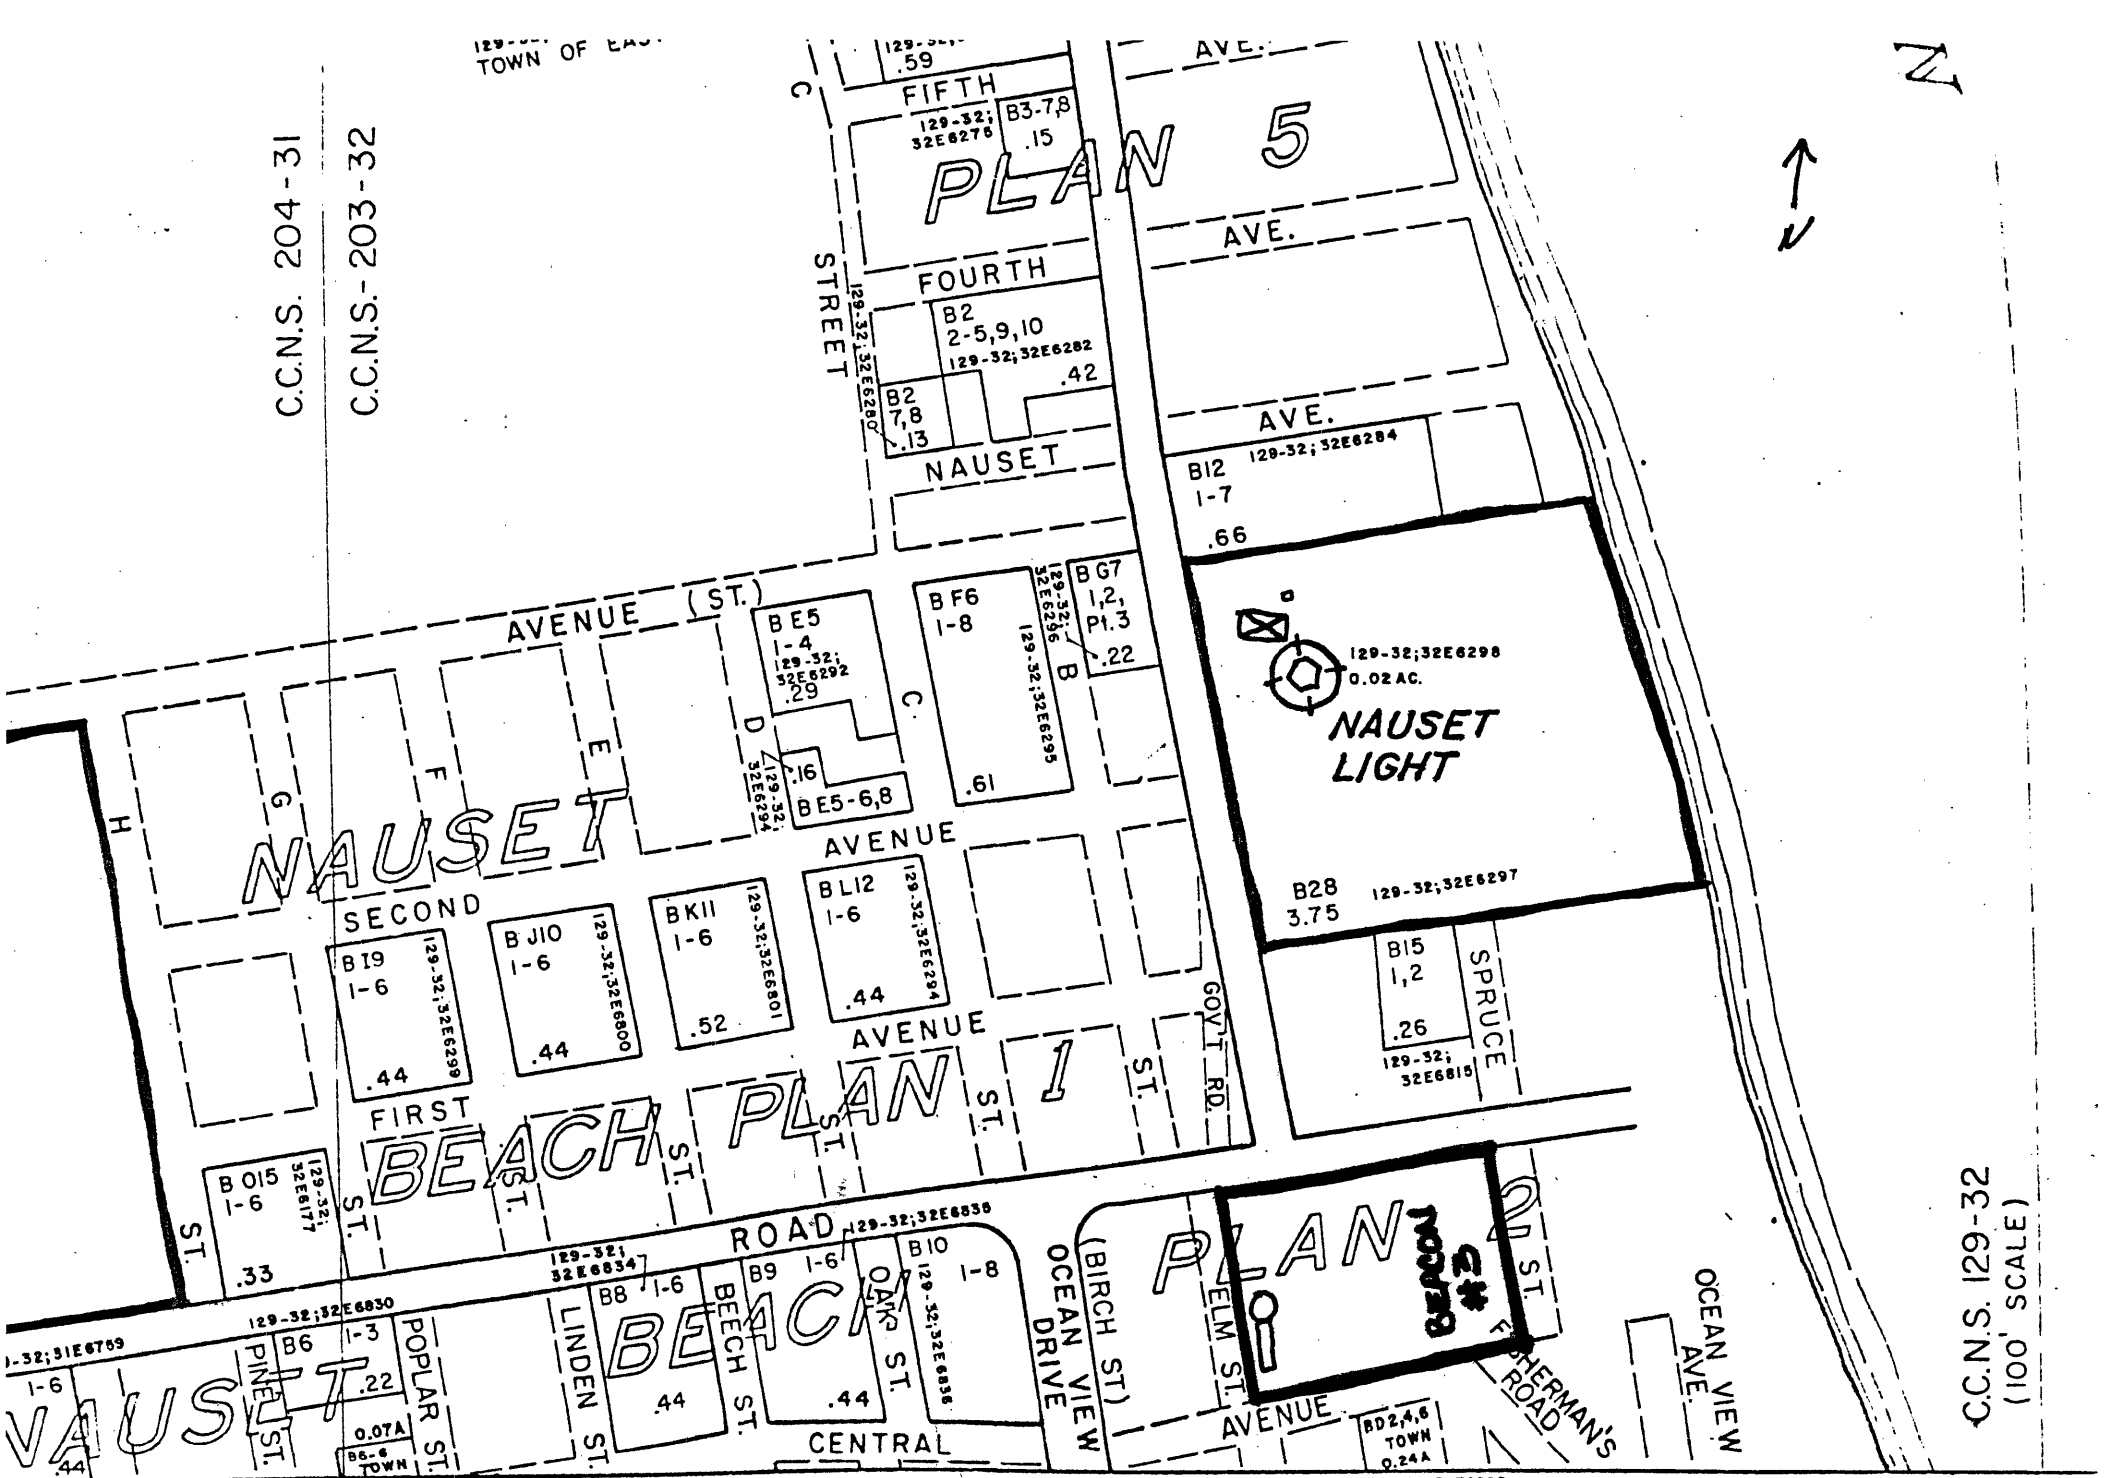 TOWN OF
.59
AVE.
C.C.N.S. 204-31
C.C.N.S.-203-32
C
STREET
FIFTH
129-32;
32E6275
B3-7,8
.15
PLAN 5
FOURTH
AVE.
B2
2-5,9,10
129-32;32E6282
.42
129-32;32E6280
B2
7,8
.13
NAUSET
AVE.
129-32;32E6284
B12
1-7
.66
N
N
AVENUE (ST.)
B E5
1-4
129-32;
32E6292
.29
B F6
1-8
129-32;32E6295
.61
129-32;
32E6296
B G7
1,2,
Pt.3
.22
B
C
D
E
F
G
H
.16
129-32;
32E6294
B E5-6,8
129-32;32E6298
0.02 AC.
NAUSET
LIGHT
B28
3.75
129-32;32E6297
NAUSET
SECOND
AVENUE
B I9
1-6
129-32;32E6299
.44
B J10
1-6
129-32;32E6800
.44
B K11
1-6
129-32;32E6801
.52
B L12
1-6
129-32;32E6294
.44
GOV'T RD.
B15
1,2
.26
129-32;
32E6815
SPRUCE
FIRST
AVENUE
BEACH PLAN 1
B O15
1-6
129-32;
32E6177
.33
ST.
ST.
ST.
ST.
ST.
ST.
ST.
ROAD
129-32;32E6835
129-32;
32E6834
129-32;32E6830
1-32;31E6759
1-6
.44
PINE ST.
B6
1-3
.22
0.07A
B6-6
TOWN
POPLAR ST.
LINDEN ST.
B8
1-6
.44
BEECH ST.
B9
1-6
.44
OAK ST.
B10
1-8
129-32;32E6836
NAUSET
BEACH
PLAN 2
CENTRAL
AVENUE
OCEAN VIEW
DRIVE
(BIRCH ST)
ELM ST.
BEACON
#3
ST.
FISHERMAN'S
ROAD
BD2,4,6
TOWN
0.24A
OCEAN VIEW
AVE.
C.C.N.S. 129-32
(100' SCALE)